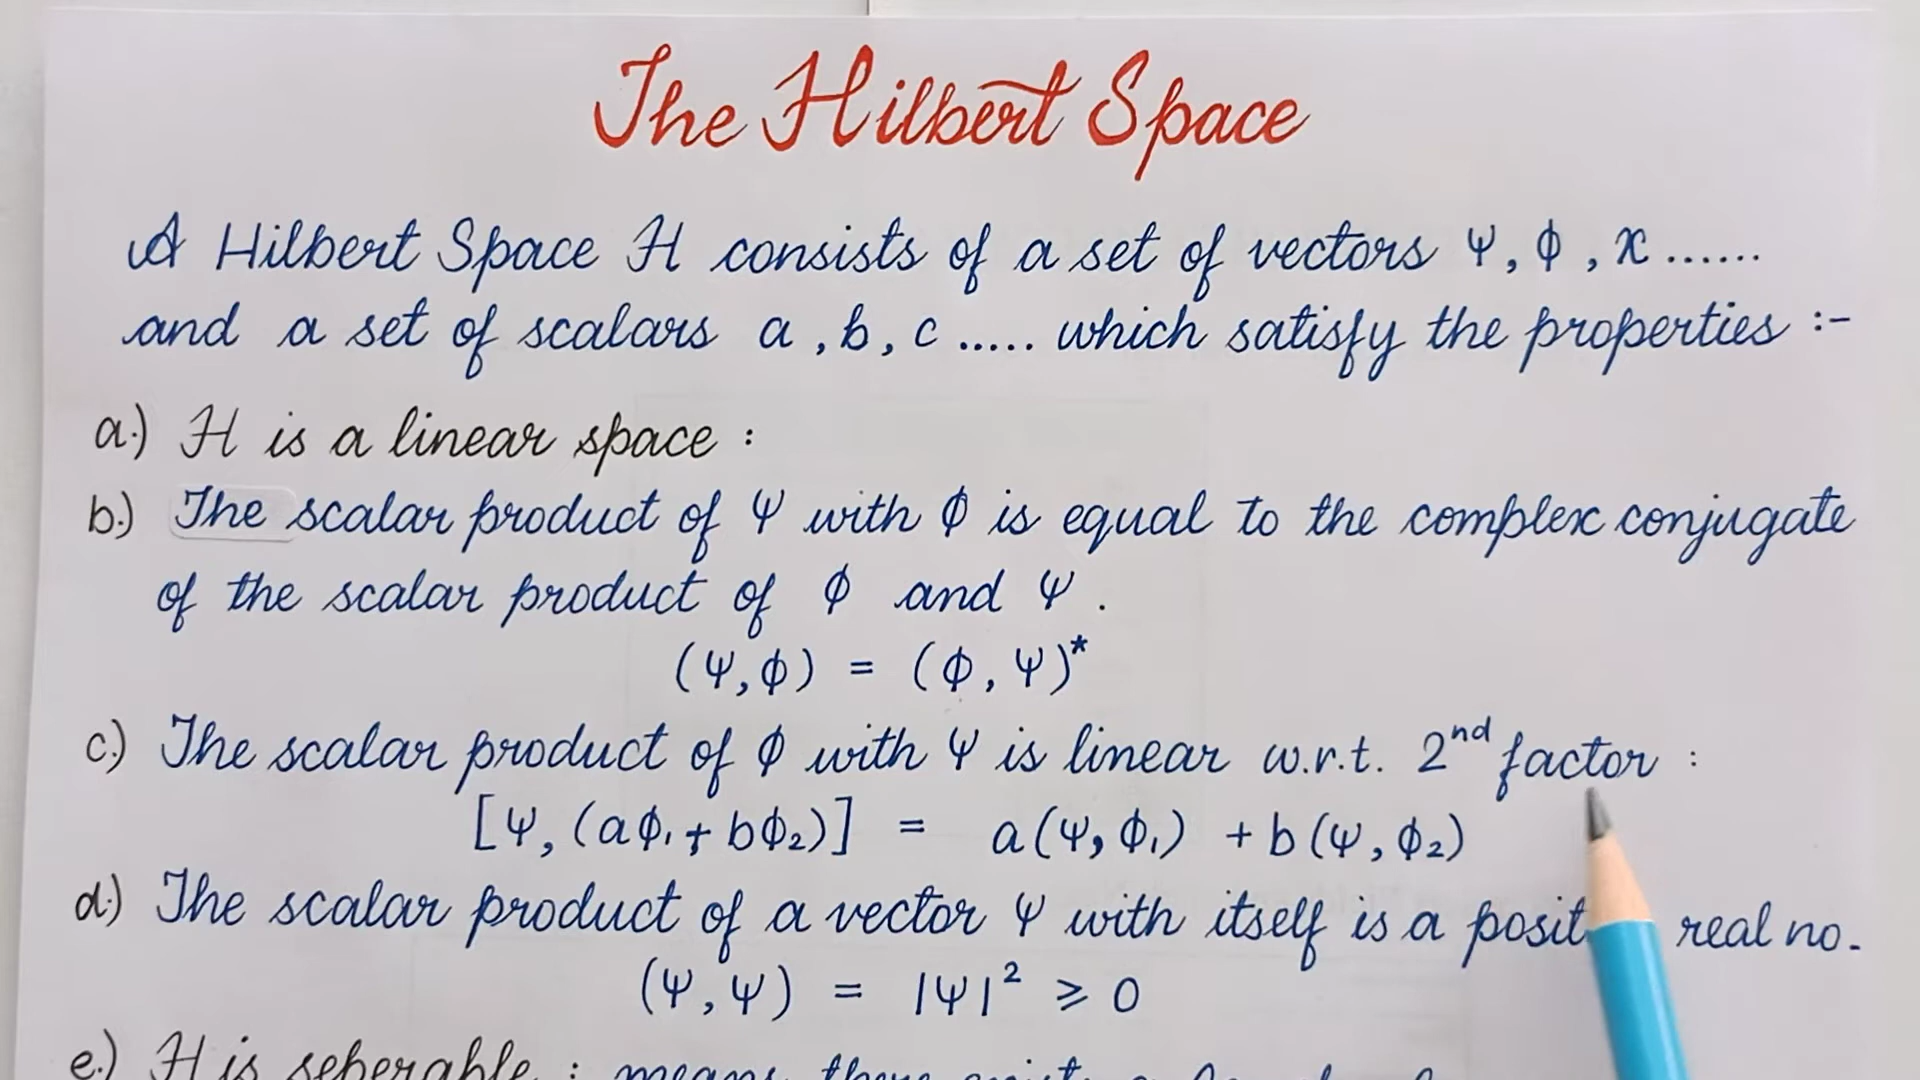 The Hilbert Space
A Hilbert Space H consists of a set of vectors Ψ, ϕ, x ......
and a set of scalars a, b, c ..... which satisfy the properties :-
a.) H is a linear space :
b.) The scalar product of Ψ with ϕ is equal to the complex conjugate
of the scalar product of ϕ and Ψ.
(Ψ,ϕ) = (ϕ,Ψ)*
c.) The scalar product of ϕ with Ψ is linear w.r.t. 2nd factor :
[Ψ, (aϕ₁ + bϕ₂)] = a(Ψ,ϕ₁) + b(Ψ,ϕ₂)
d.) The scalar product of a vector Ψ with itself is a posit real no.
(Ψ,Ψ) = |Ψ|² ⩾ 0
e.) H is seperable : means there exists a